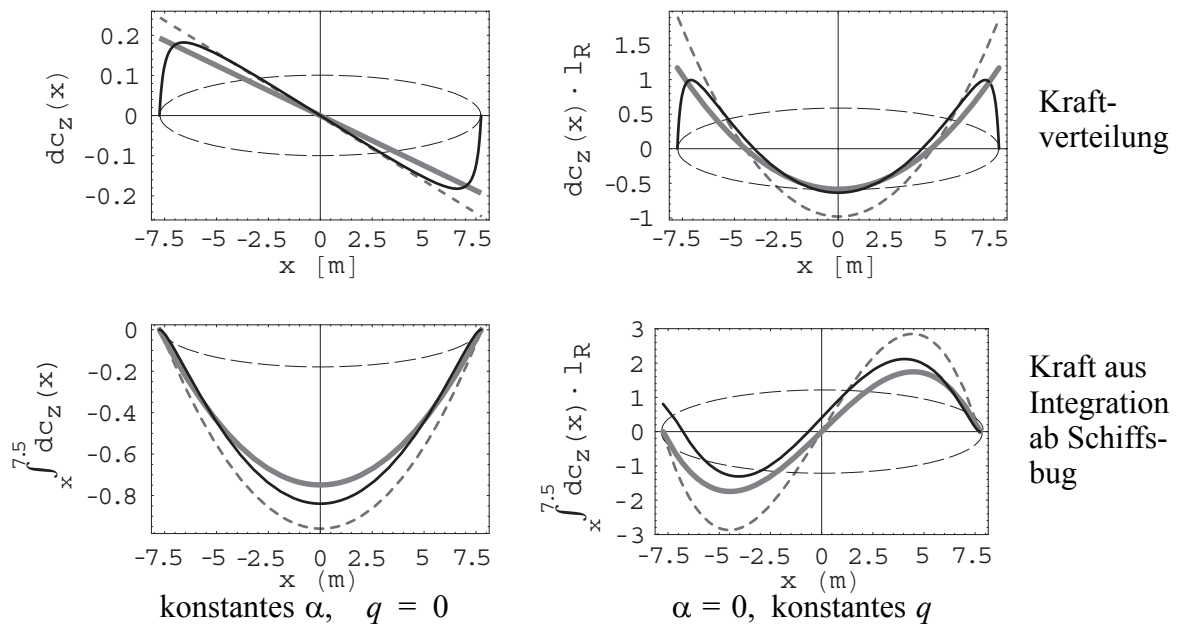 0.2
0.1
0
-0.1
-0.2
dc_z(x)
-7.5 -5 -2.5 0 2.5 5 7.5
x [m]
1.5
1
0.5
0
-0.5
-1
dc_z(x) · l_R
-7.5 -5 -2.5 0 2.5 5 7.5
x [m]
Kraft-
verteilung
0
-0.2
-0.4
-0.6
-0.8
∫_x^7.5 dc_z(x)
-7.5 -5 -2.5 0 2.5 5 7.5
x (m)
konstantes α, q = 0
3
2
1
0
-1
-2
-3
∫_x^7.5 dc_z(x) · l_R
-7.5 -5 -2.5 0 2.5 5 7.5
x (m)
α = 0, konstantes q
Kraft aus
Integration
ab Schiffs-
bug